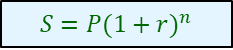 S = P(1 + r)ⁿ